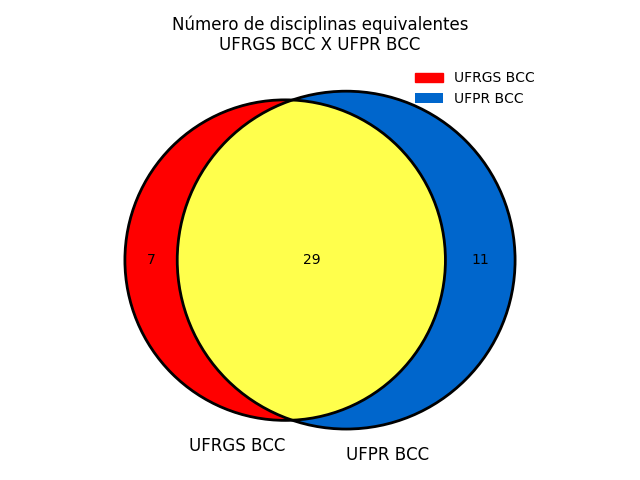 Número de disciplinas equivalentes
UFRGS BCC X UFPR BCC
UFRGS BCC
UFPR BCC
7
29
11
UFRGS BCC
UFPR BCC